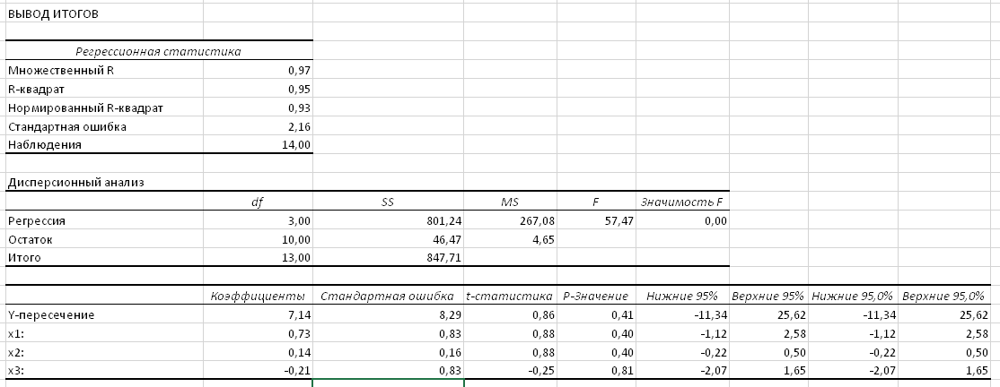 ВЫВОД ИТОГОВ
Регрессионная статистика
Множественный R 0,97
R-квадрат 0,95
Нормированный R-квадрат 0,93
Стандартная ошибка 2,16
Наблюдения 14,00
Дисперсионный анализ
df SS MS F Значимость F
Регрессия 3,00 801,24 267,08 57,47 0,00
Остаток 10,00 46,47 4,65
Итого 13,00 847,71
Коэффициенты Стандартная ошибка t-статистика P-Значение Нижние 95% Верхние 95% Нижние 95,0% Верхние 95,0%
Y-пересечение 7,14 8,29 0,86 0,41 -11,34 25,62 -11,34 25,62
x1: 0,73 0,83 0,88 0,40 -1,12 2,58 -1,12 2,58
x2: 0,14 0,16 0,88 0,40 -0,22 0,50 -0,22 0,50
x3: -0,21 0,83 -0,25 0,81 -2,07 1,65 -2,07 1,65